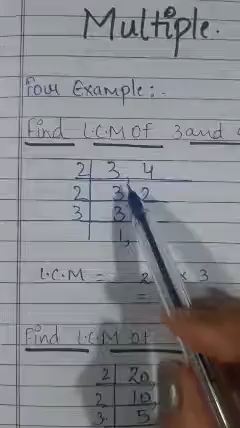 Multiple.
Four Example:-
Find L.C.M Of 3 and
2 3, 4
2 3, 2
3 3
1,
L.C.M = 2 × 3
=
Find L.C.M Of
2 20,
2 10,
3 5